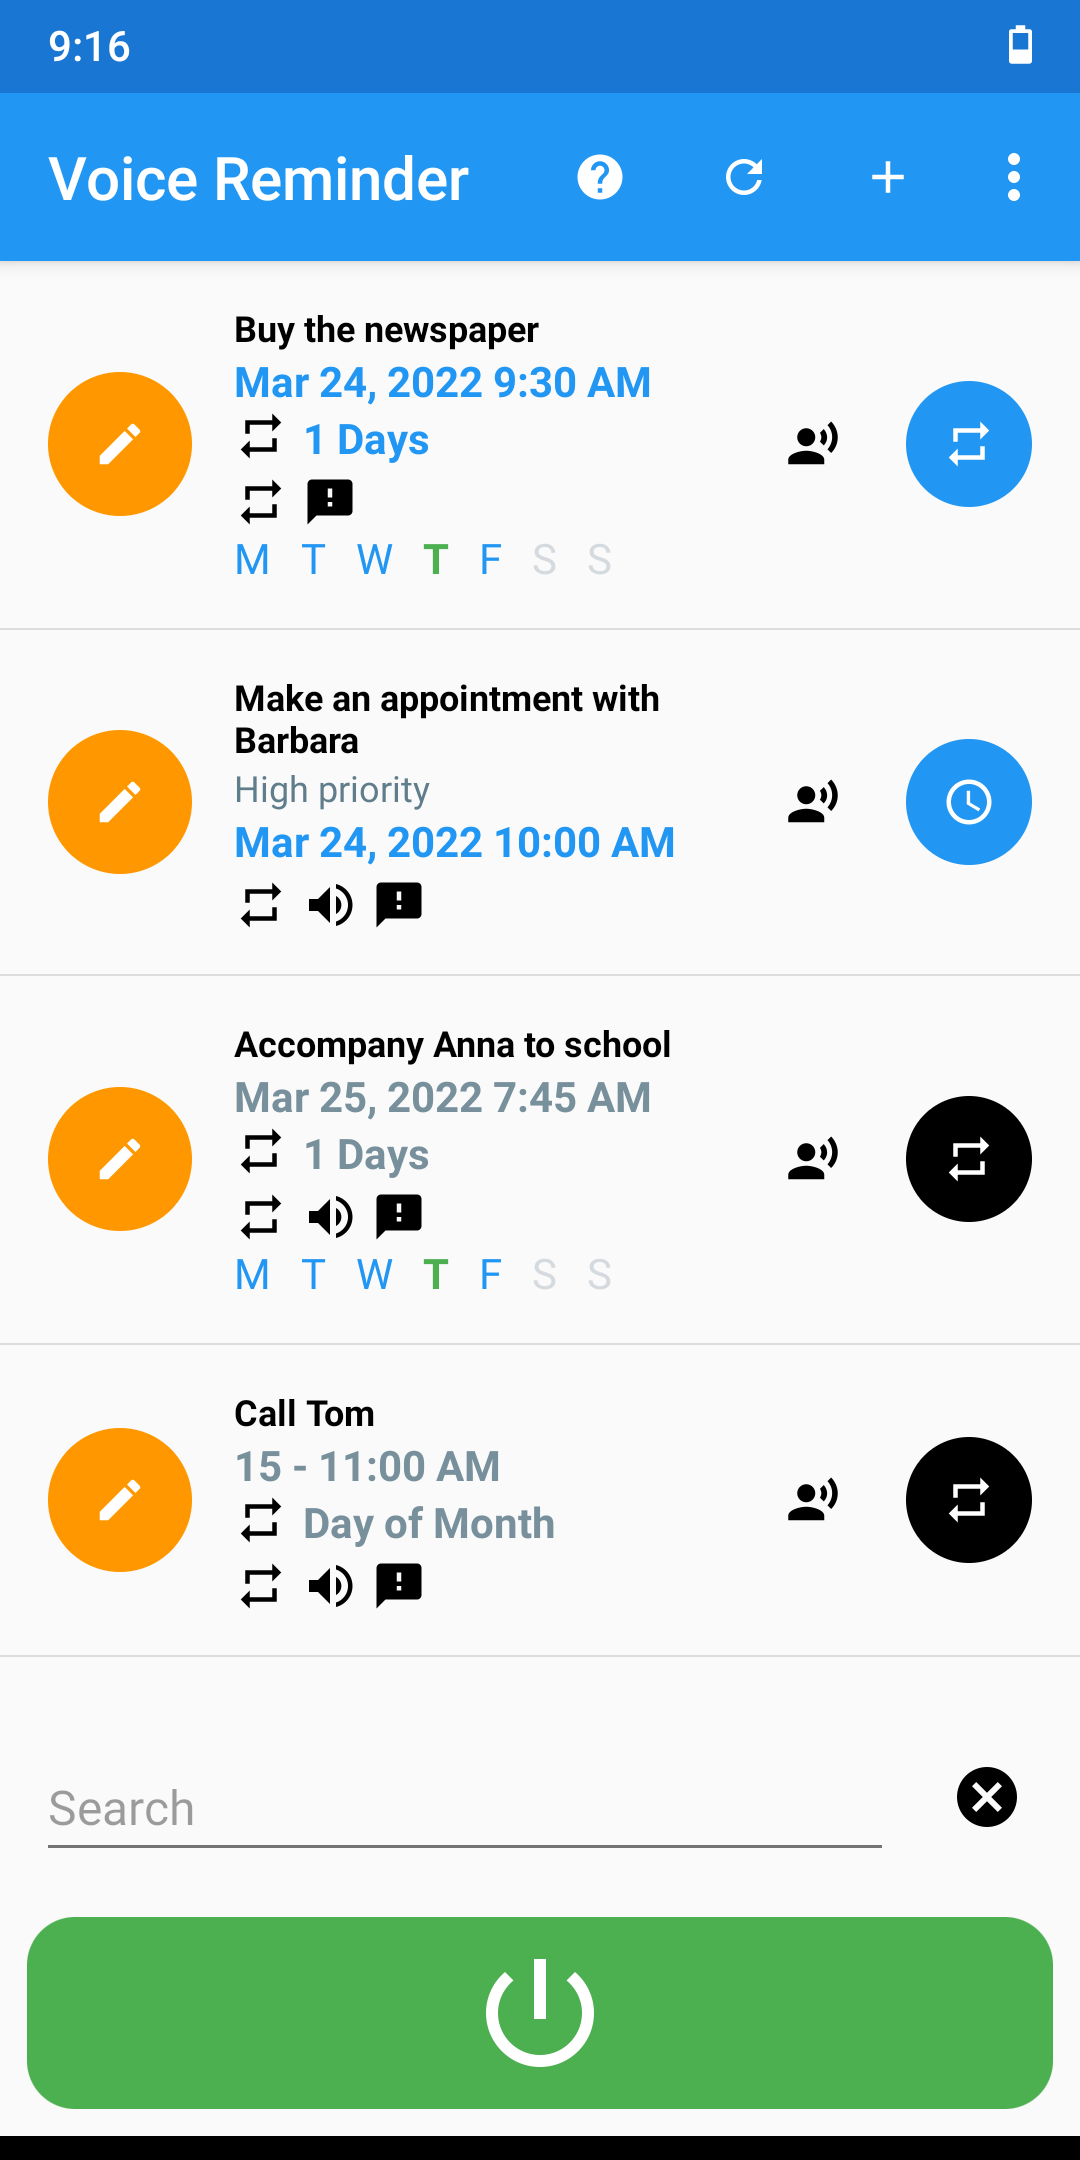 9:16
Voice Reminder
Buy the newspaper
Mar 24, 2022 9:30 AM
1 Days
M T W T F S S
Make an appointment with
Barbara
High priority
Mar 24, 2022 10:00 AM
Accompany Anna to school
Mar 25, 2022 7:45 AM
1 Days
M T W T F S S
Call Tom
15 - 11:00 AM
Day of Month
Search